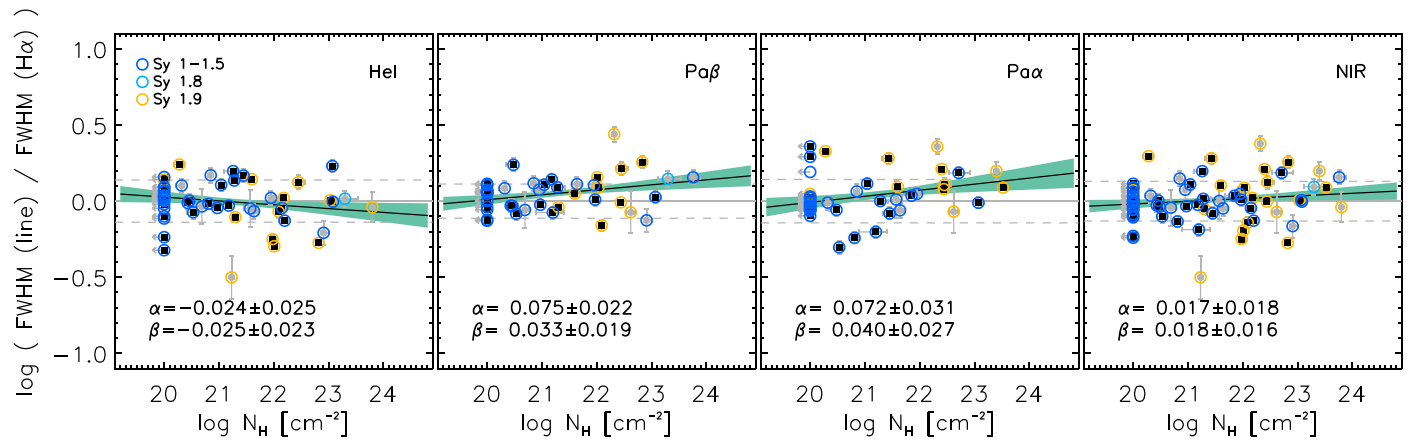 log ( FWHM (line) / FWHM (Hα) )
1.0
0.5
0.0
−0.5
−1.0
Sy 1−1.5
Sy 1.8
Sy 1.9
HeI
α=−0.024±0.025
β=−0.025±0.023
20 21 22 23 24
log N_H [cm⁻²]
Paβ
α= 0.075±0.022
β= 0.033±0.019
20 21 22 23 24
log N_H [cm⁻²]
Paα
α= 0.072±0.031
β= 0.040±0.027
20 21 22 23 24
log N_H [cm⁻²]
NIR
α= 0.017±0.018
β= 0.018±0.016
20 21 22 23 24
log N_H [cm⁻²]